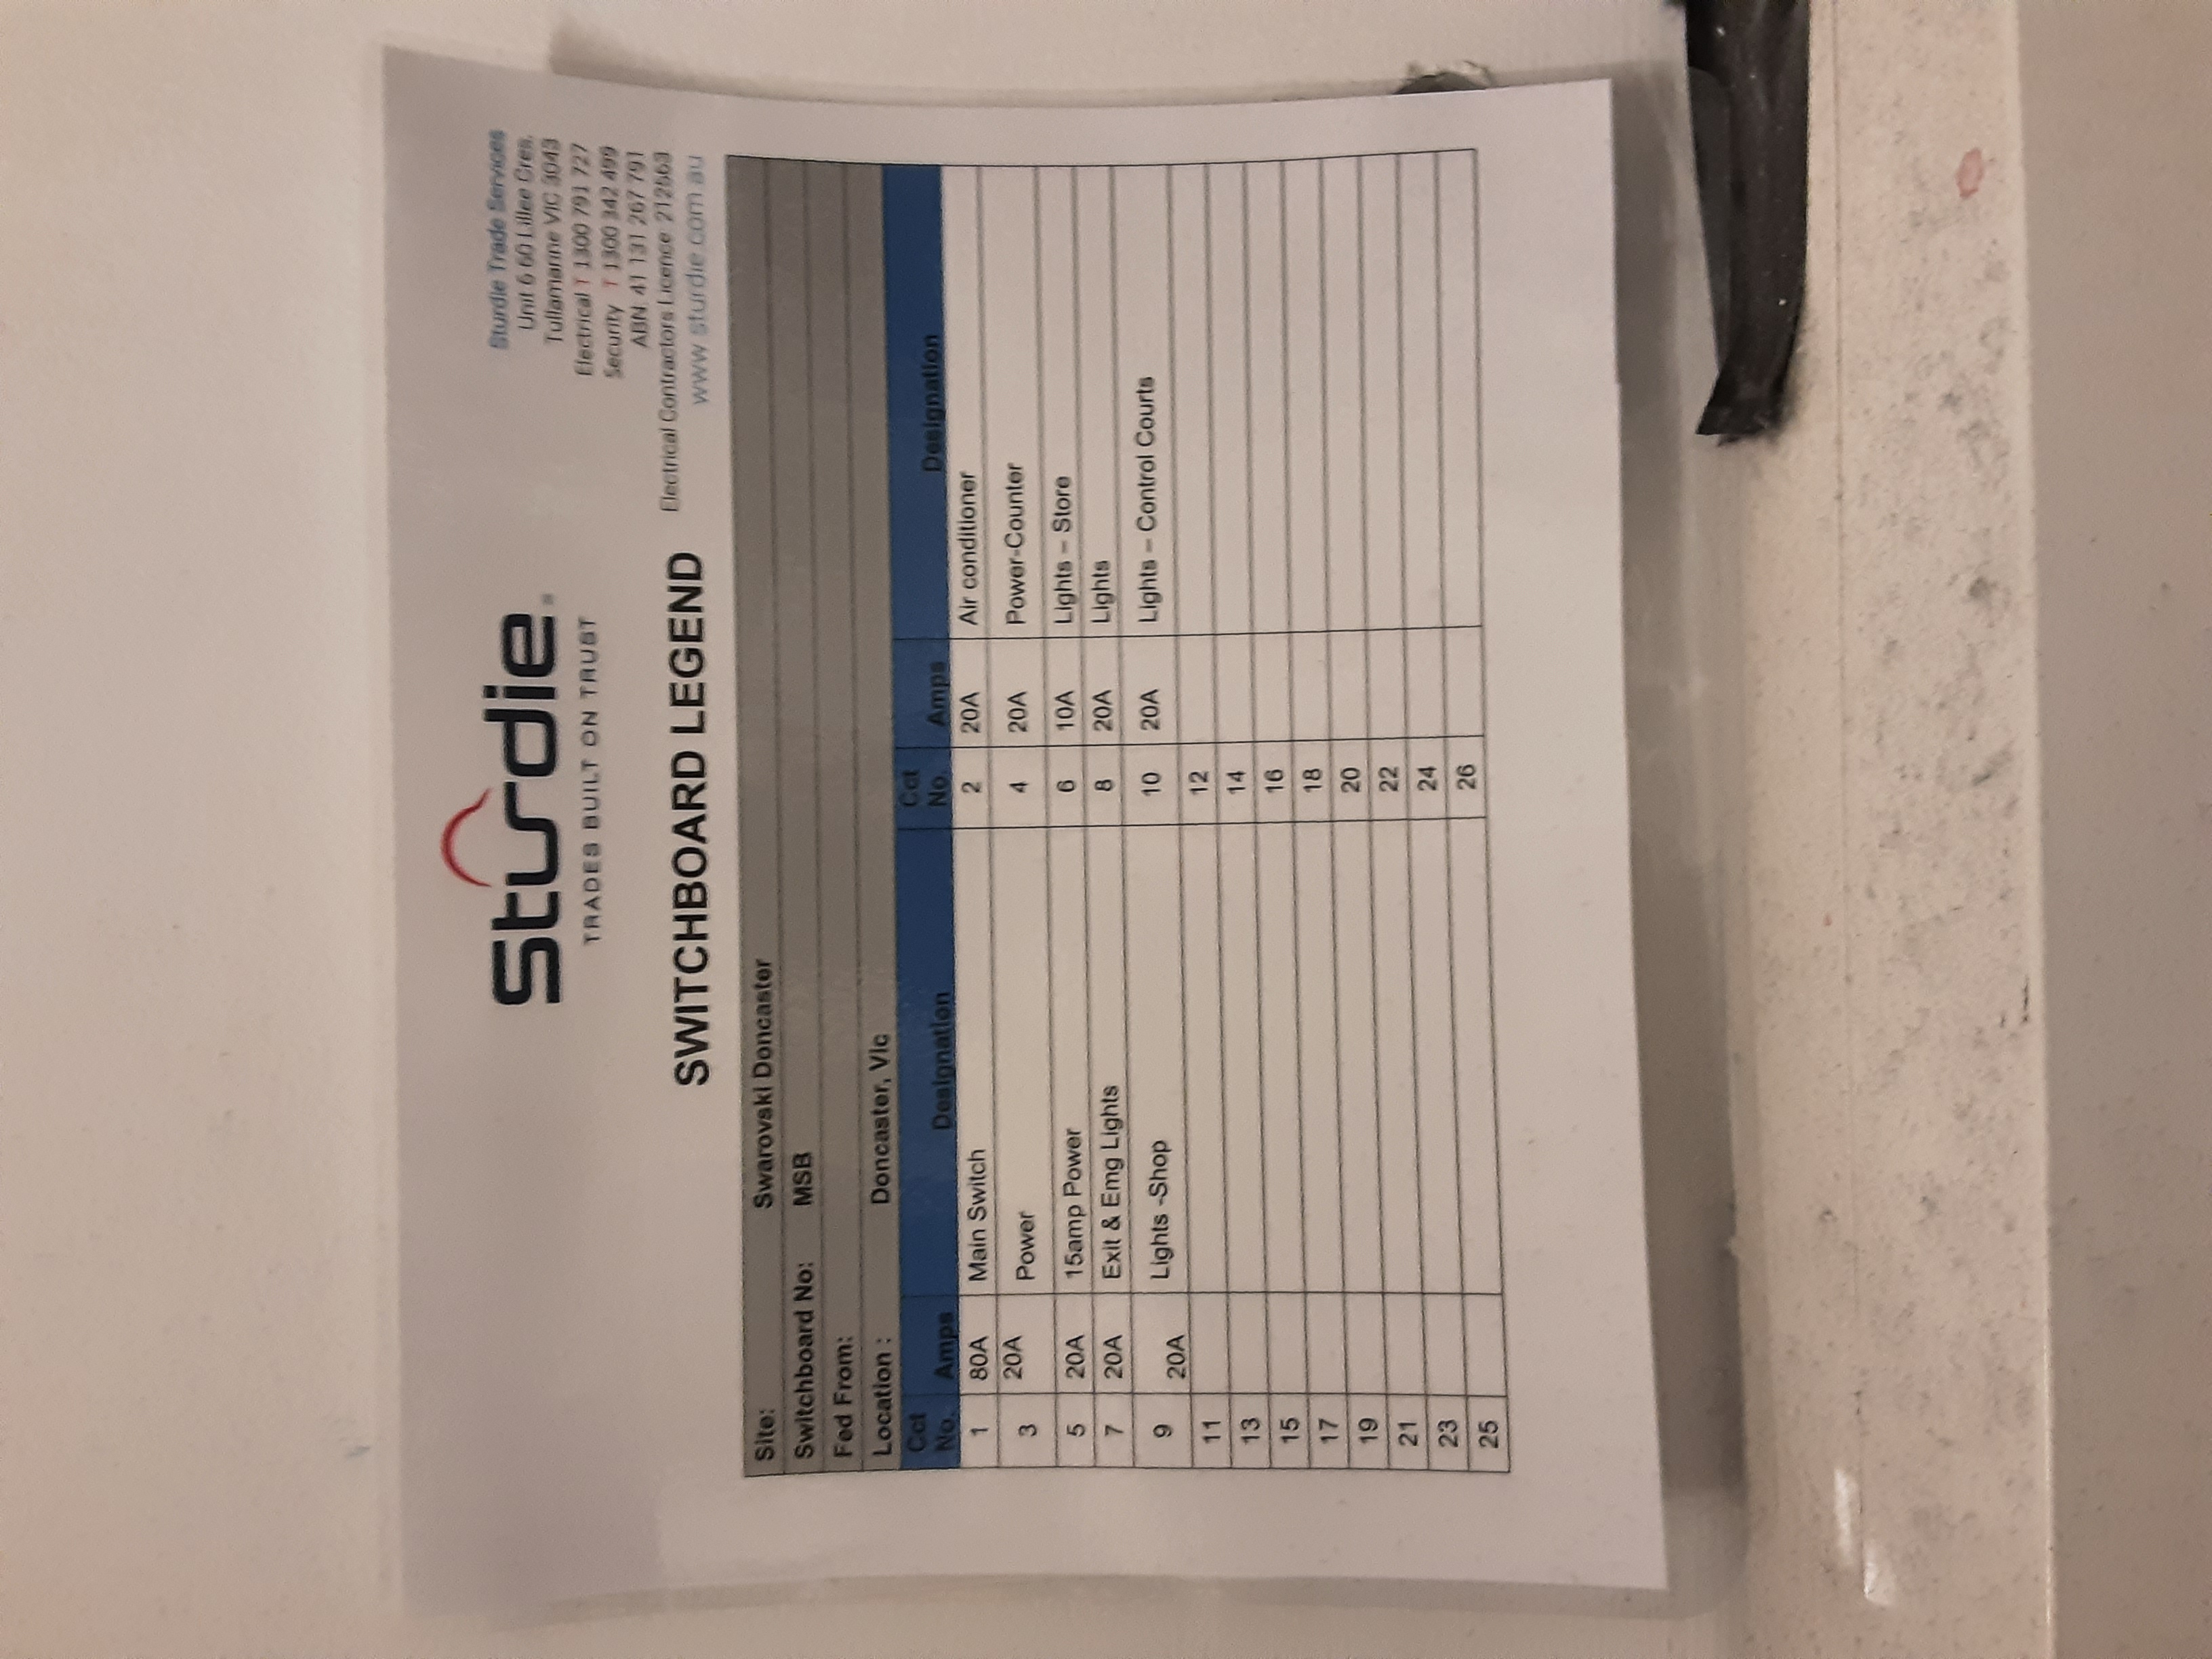 sturdie
TRADES BUILT ON TRUST
Sturdie Trade Services
Unit 6 60 Lillee Cres,
Tullamarine VIC 3043
Electrical T 1300 791 727
Security T 1300 342 499
ABN 41 131 267 791
Electrical Contractors Licence 212563
www.sturdie.com.au
SWITCHBOARD LEGEND
Site: Swarovski Doncaster
Switchboard No: MSB
Fed From:
Location : Doncaster, Vic
Cct No. Amps Designation Cct No. Amps Designation
1 80A Main Switch 2 20A Air conditioner
3 20A Power 4 20A Power-Counter
5 20A 15amp Power 6 10A Lights – Store
7 20A Exit & Emg Lights 8 20A Lights
9 20A Lights -Shop 10 20A Lights – Control Courts
11 12
13 14
15 16
17 18
19 20
21 22
23 24
25 26